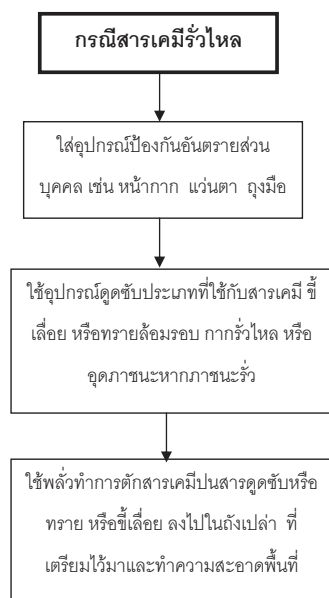 กรณีสารเคมีรั่วไหล
ใส่อุปกรณ์ป้องกันอันตรายส่วน
บุคคล เช่น หน้ากาก แว่นตา ถุงมือ
ใช้อุปกรณ์ดูดซับประเภทที่ใช้กับสารเคมี ขี้
เลื่อย หรือทรายล้อมรอบ กากรั่วไหล หรือ
อุดภาชนะหากภาชนะรั่ว
ใช้พลั่วทำการตักสารเคมีปนสารดูดซับหรือ
ทราย หรือขี้เลื่อย ลงไปในถังเปล่า ที่
เตรียมไว้มาและทำความสะอาดพื้นที่